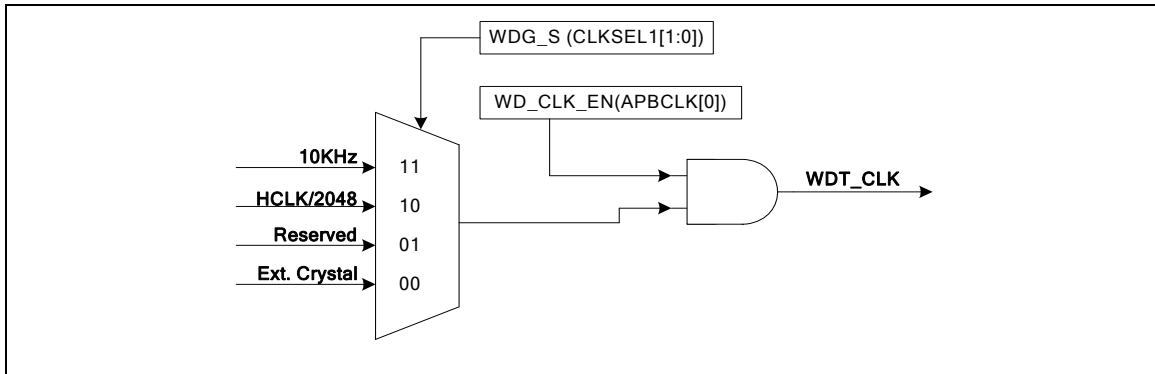 WDG_S (CLKSEL1[1:0])
WD_CLK_EN(APBCLK[0])
10KHz
11
HCLK/2048
10
Reserved
01
Ext. Crystal
00
WDT_CLK